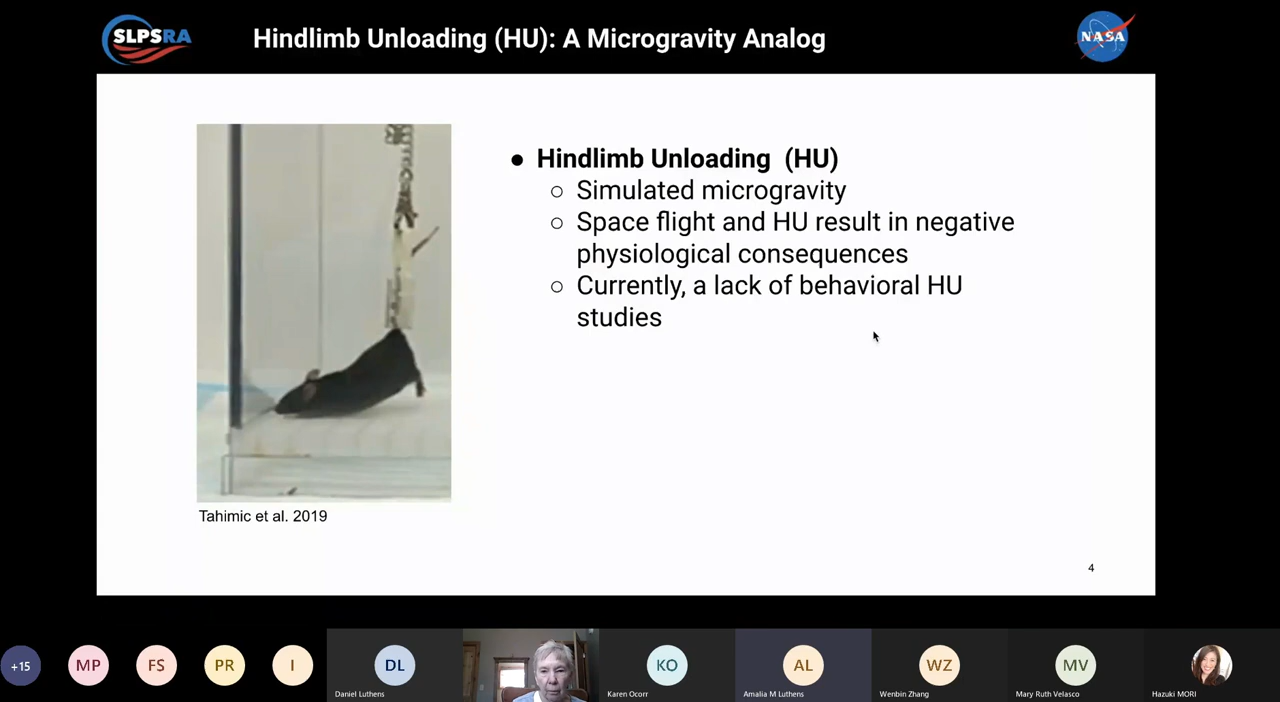 SLPSRA
Hindlimb Unloading (HU): A Microgravity Analog
NASA
● Hindlimb Unloading (HU)
○ Simulated microgravity
○ Space flight and HU result in negative
physiological consequences
○ Currently, a lack of behavioral HU
studies
Tahimic et al. 2019
4
+15
MP
FS
PR
I
DL
Daniel Luthens
KO
Karen Ocorr
AL
Amalia M Luthens
WZ
Wenbin Zhang
MV
Mary Ruth Velasco
Hazuki MORI